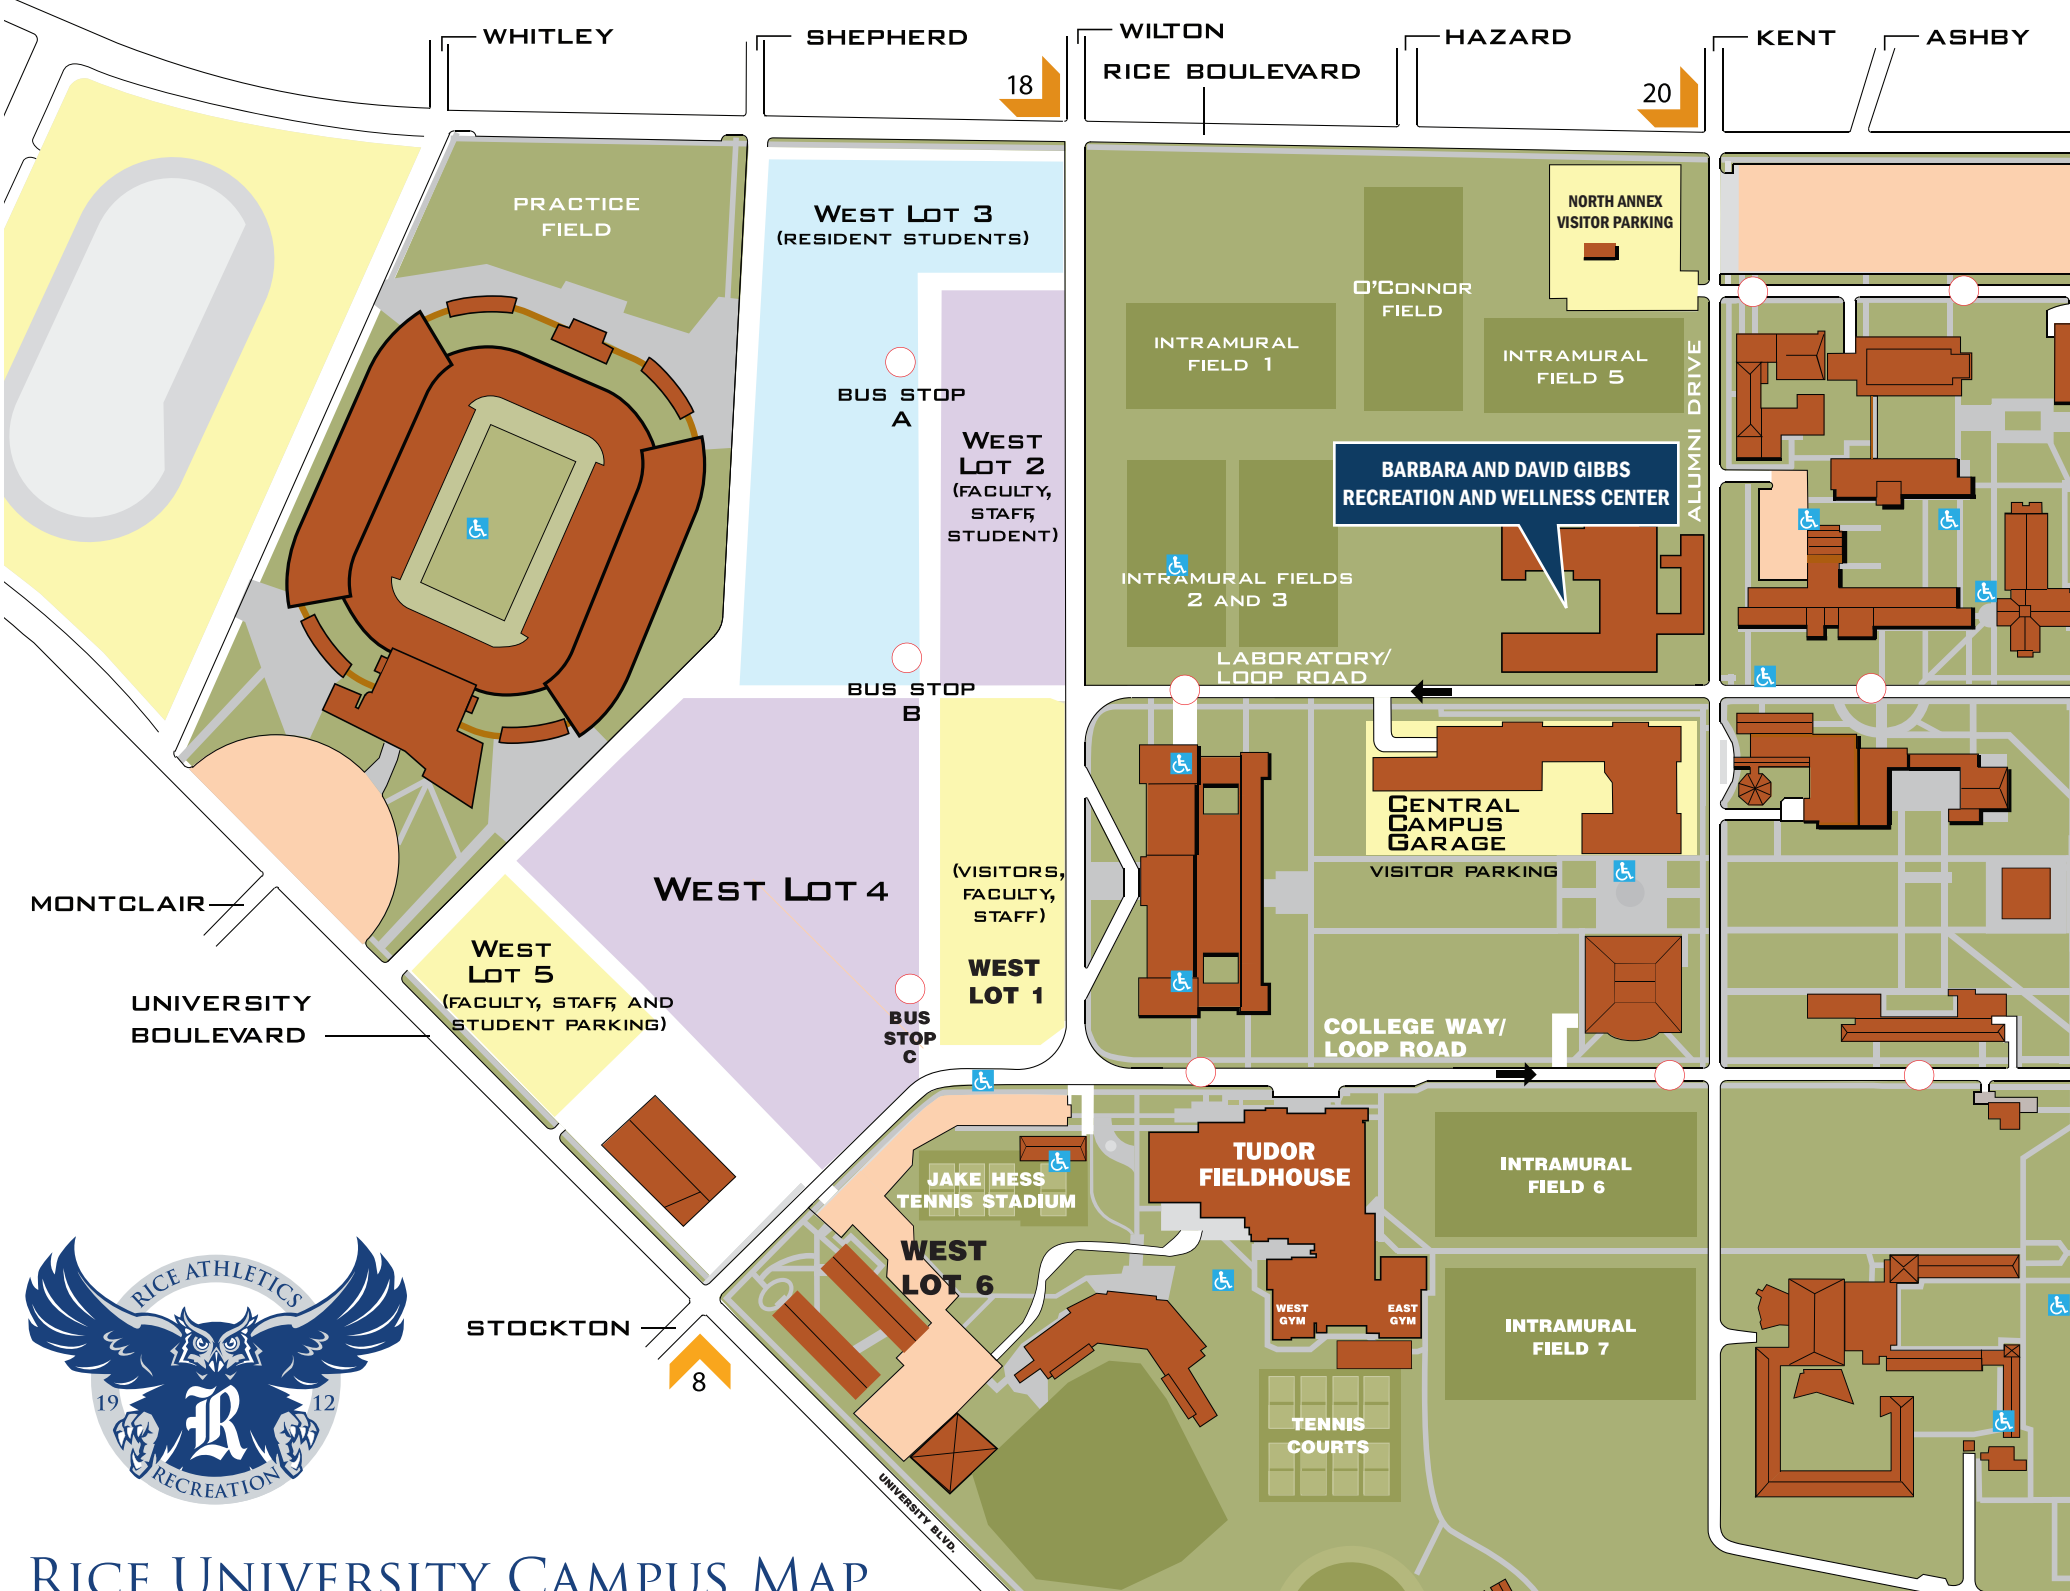 WHITLEY
SHEPHERD
WILTON
HAZARD
KENT
ASHBY
RICE BOULEVARD
18
20
PRACTICE
FIELD
WEST LOT 3
(RESIDENT STUDENTS)
NORTH ANNEX
VISITOR PARKING
O'CONNOR
FIELD
INTRAMURAL
FIELD 1
INTRAMURAL
FIELD 5
ALUMNI DRIVE
BUS STOP
A
WEST
LOT 2
(FACULTY,
STAFF,
STUDENT)
BARBARA AND DAVID GIBBS
RECREATION AND WELLNESS CENTER
INTRAMURAL FIELDS
2 AND 3
LABORATORY/
LOOP ROAD
BUS STOP
B
CENTRAL
CAMPUS
GARAGE
VISITOR PARKING
WEST LOT 4
(VISITORS,
FACULTY,
STAFF)
WEST
LOT 1
MONTCLAIR
WEST
LOT 5
(FACULTY, STAFF, AND
STUDENT PARKING)
UNIVERSITY
BOULEVARD
BUS
STOP
C
COLLEGE WAY/
LOOP ROAD
JAKE HESS
TENNIS STADIUM
TUDOR
FIELDHOUSE
INTRAMURAL
FIELD 6
WEST
LOT 6
WEST
GYM
EAST
GYM
INTRAMURAL
FIELD 7
STOCKTON
8
TENNIS
COURTS
UNIVERSITY BLVD.
RICE ATHLETICS
19 12
R
RECREATION
RICE UNIVERSITY CAMPUS MAP